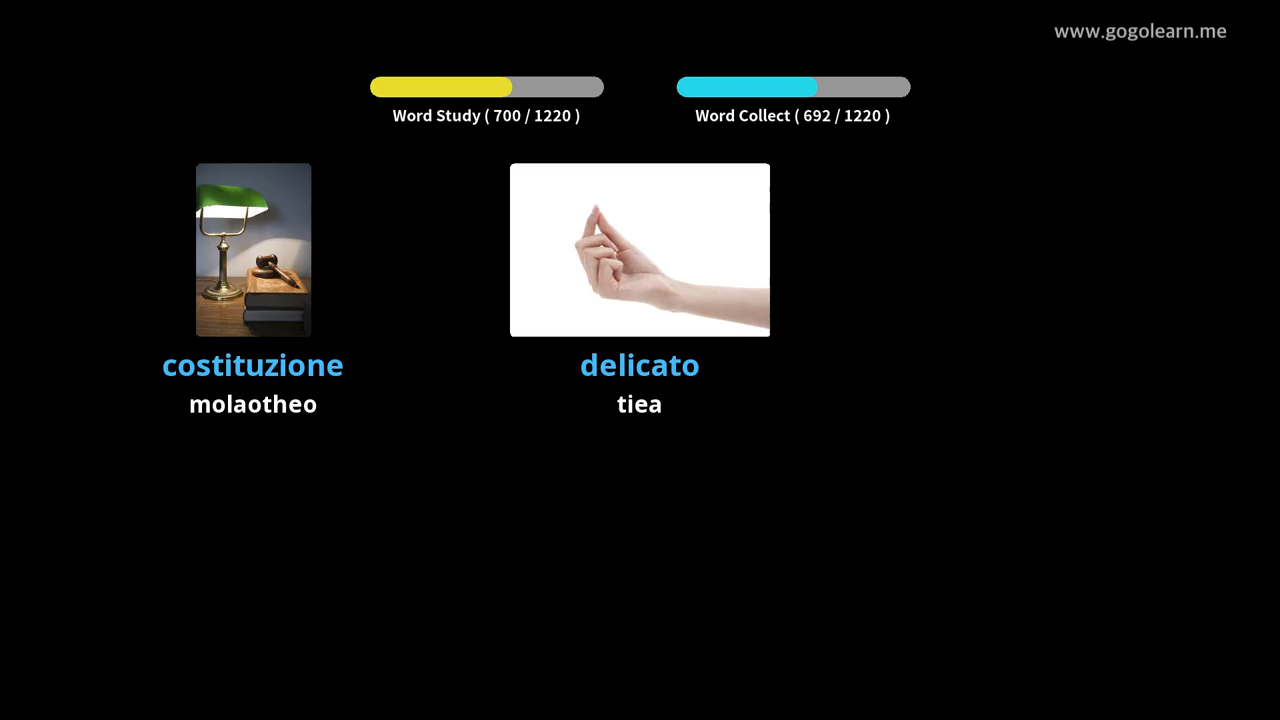 www.gogolearn.me
Word Study ( 700 / 1220 )
Word Collect ( 692 / 1220 )
costituzione
molaotheo
delicato
tiea